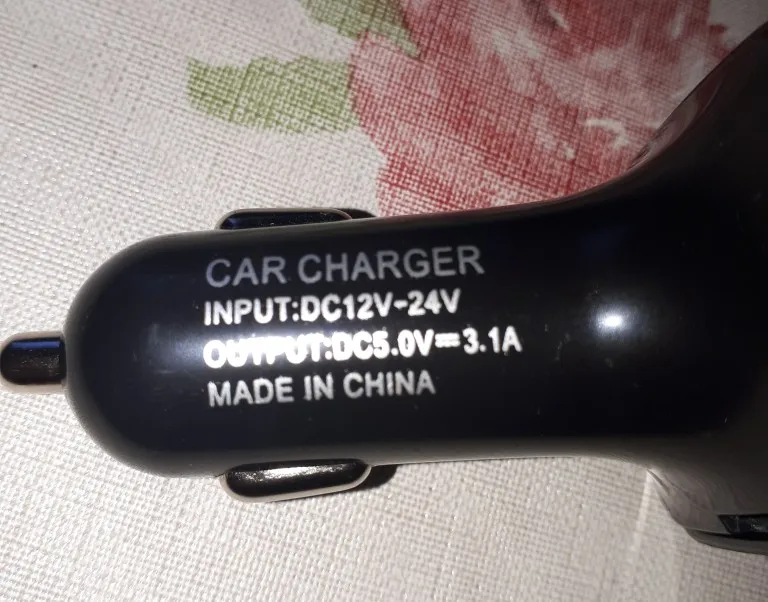 CAR CHARGER
INPUT:DC12V-24V
OUTPUT:DC5.0V⎓3.1A
MADE IN CHINA